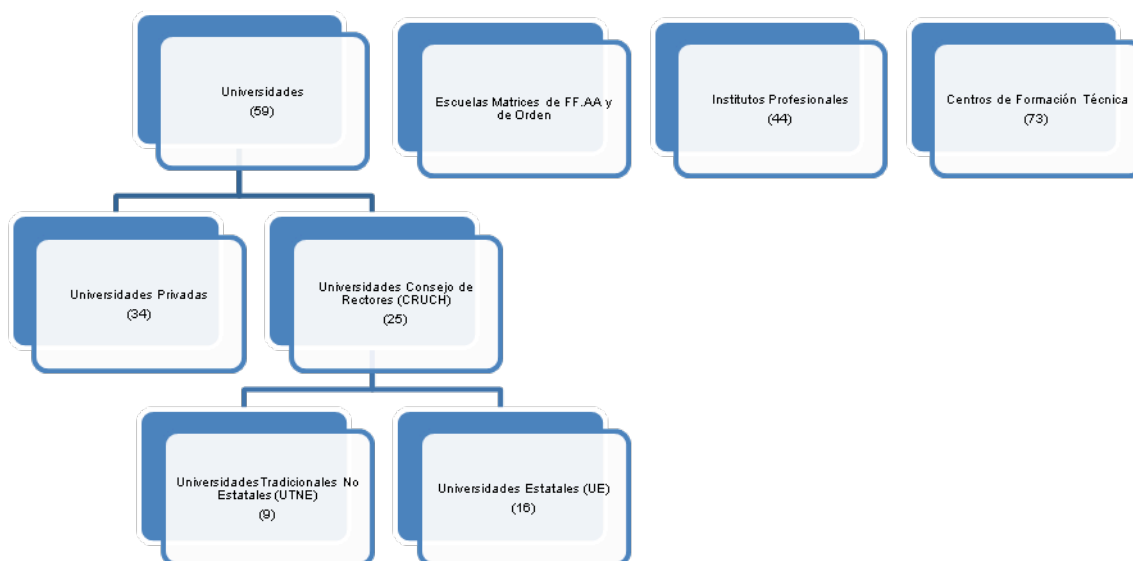 Universidades
(59)
Escuelas Matrices de FF.AA y
de Orden
Institutos Profesionales
(44)
Centros de Formación Técnica
(73)
Universidades Privadas
(34)
Universidades Consejo de
Rectores (CRUCH)
(25)
Universidades Tradicionales No
Estatales (UTNE)
(9)
Universidades Estatales (UE)
(16)